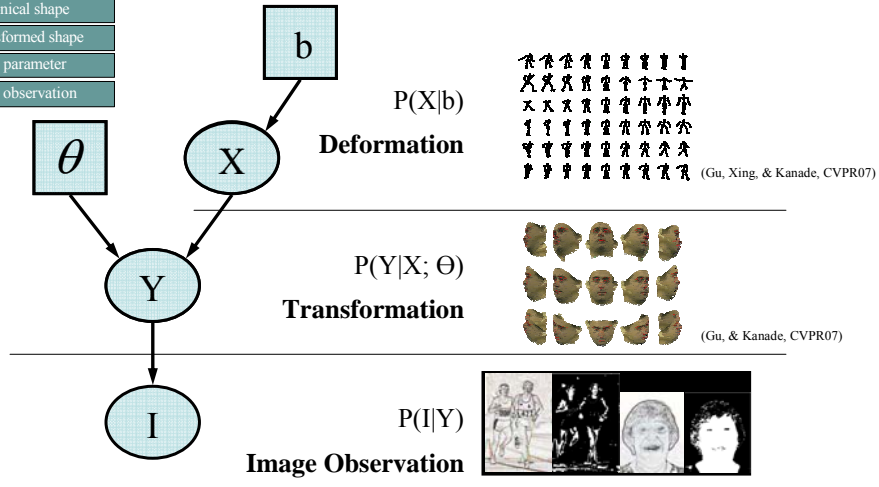 nical shape
formed shape
parameter
observation
b
P(X|b)
Deformation
θ
X
(Gu, Xing, & Kanade, CVPR07)
P(Y|X; Θ)
Transformation
Y
(Gu, & Kanade, CVPR07)
P(I|Y)
Image Observation
I